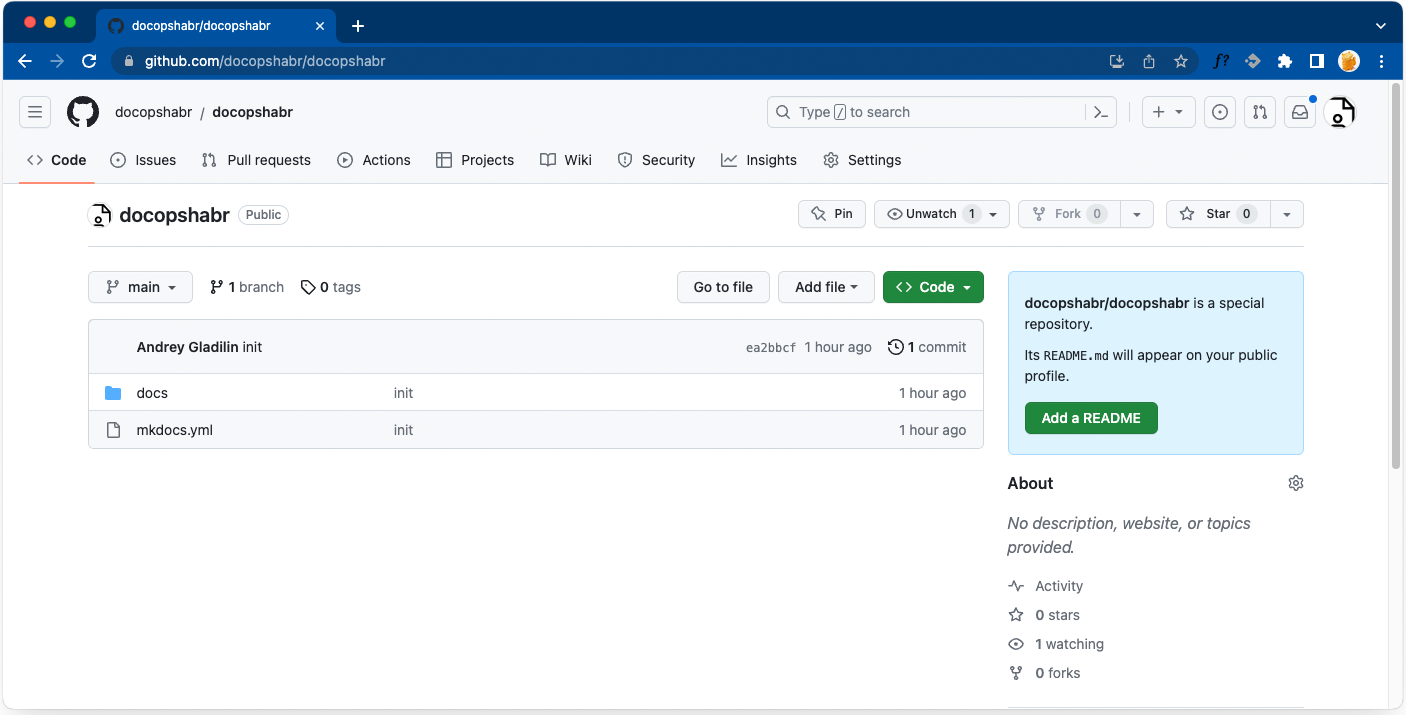 docopshabr/docopshabr
github.com/docopshabr/docopshabr
f?
docopshabr / docopshabr
Type / to search
Code Issues Pull requests Actions Projects Wiki Security Insights Settings
docopshabr Public
Pin Unwatch 1 Fork 0 Star 0
main 1 branch 0 tags Go to file Add file Code
Andrey Gladilin init ea2bbcf 1 hour ago 1 commit
docs init 1 hour ago
mkdocs.yml init 1 hour ago
docopshabr/docopshabr is a special
repository.
Its README.md will appear on your public
profile.
Add a README
About
No description, website, or topics
provided.
Activity
0 stars
1 watching
0 forks